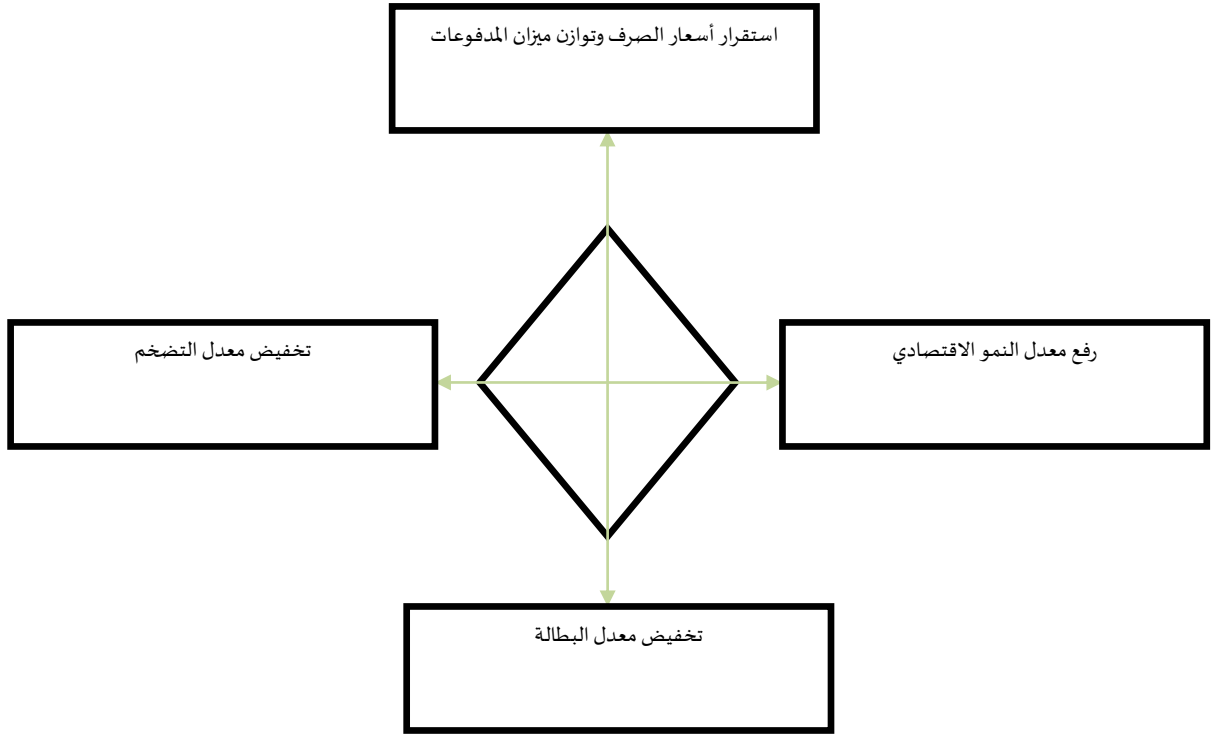 استقرار أسعار الصرف وتوازن ميزان المدفوعات
رفع معدل النمو الاقتصادي
تخفيض معدل التضخم
تخفيض معدل البطالة